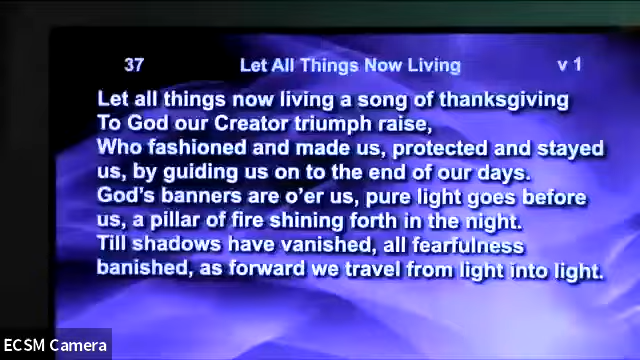 37 Let All Things Now Living v 1
Let all things now living a song of thanksgiving
To God our Creator triumph raise,
Who fashioned and made us, protected and stayed
us, by guiding us on to the end of our days.
God's banners are o'er us, pure light goes before
us, a pillar of fire shining forth in the night.
Till shadows have vanished, all fearfulness
banished, as forward we travel from light into light.
ECSM Camera